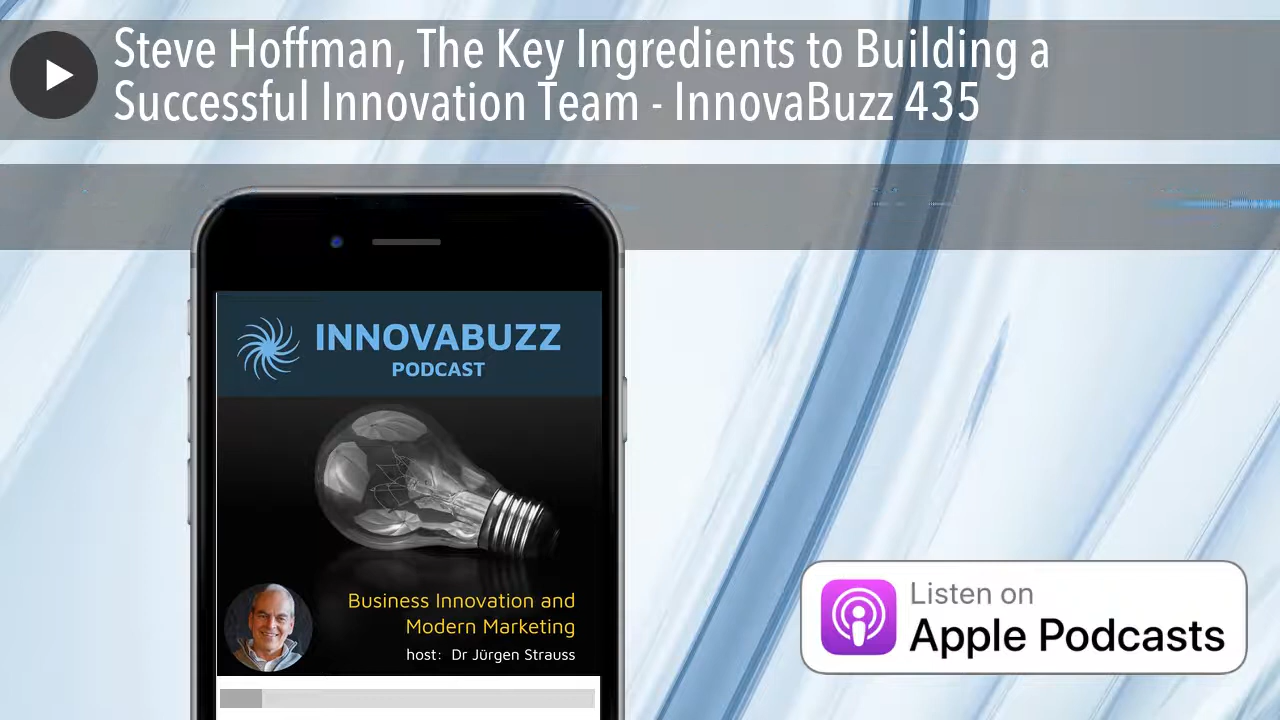 Steve Hoffman, The Key Ingredients to Building a
Successful Innovation Team - InnovaBuzz 435
INNOVABUZZ
PODCAST
Business Innovation and
Modern Marketing
host: Dr Jürgen Strauss
Listen on
Apple Podcasts